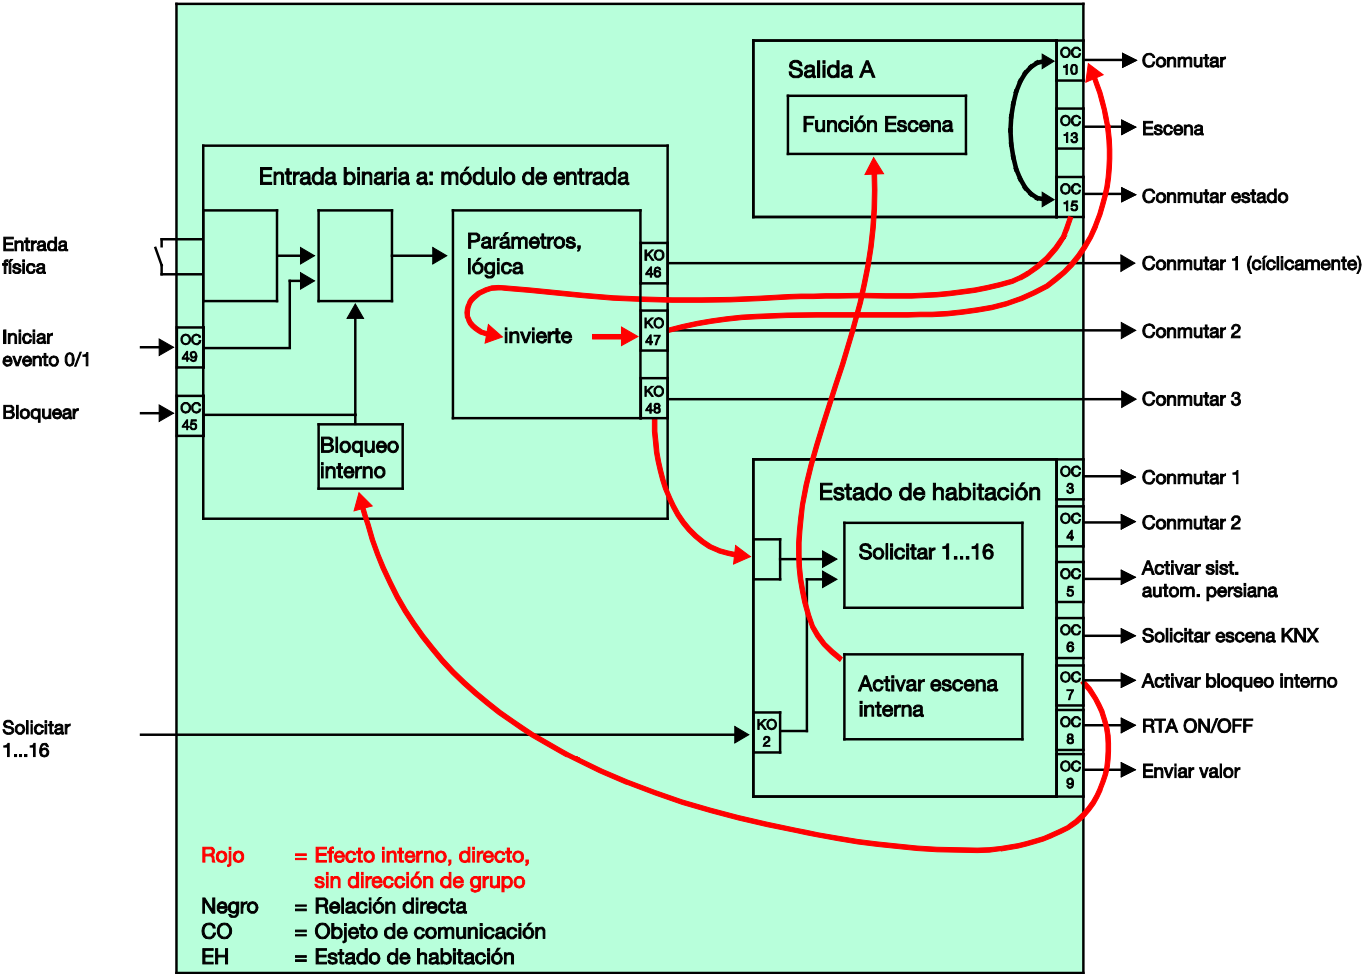 Salida A
Función Escena
OC
10
Conmutar
OC
13
Escena
OC
15
Conmutar estado
Entrada binaria a: módulo de entrada
Entrada
física
Parámetros,
lógica
invierte
KO
46
Conmutar 1 (cíclicamente)
KO
47
Conmutar 2
KO
48
Conmutar 3
Iniciar
evento 0/1
OC
49
Bloquear
OC
45
Bloqueo
interno
Estado de habitación
Solicitar 1...16
Activar escena
interna
OC
3
Conmutar 1
OC
4
Conmutar 2
OC
5
Activar sist.
autom. persiana
OC
6
Solicitar escena KNX
OC
7
Activar bloqueo interno
OC
8
RTA ON/OFF
OC
9
Enviar valor
Solicitar
1...16
KO
2
Rojo = Efecto interno, directo,
sin dirección de grupo
Negro = Relación directa
CO = Objeto de comunicación
EH = Estado de habitación